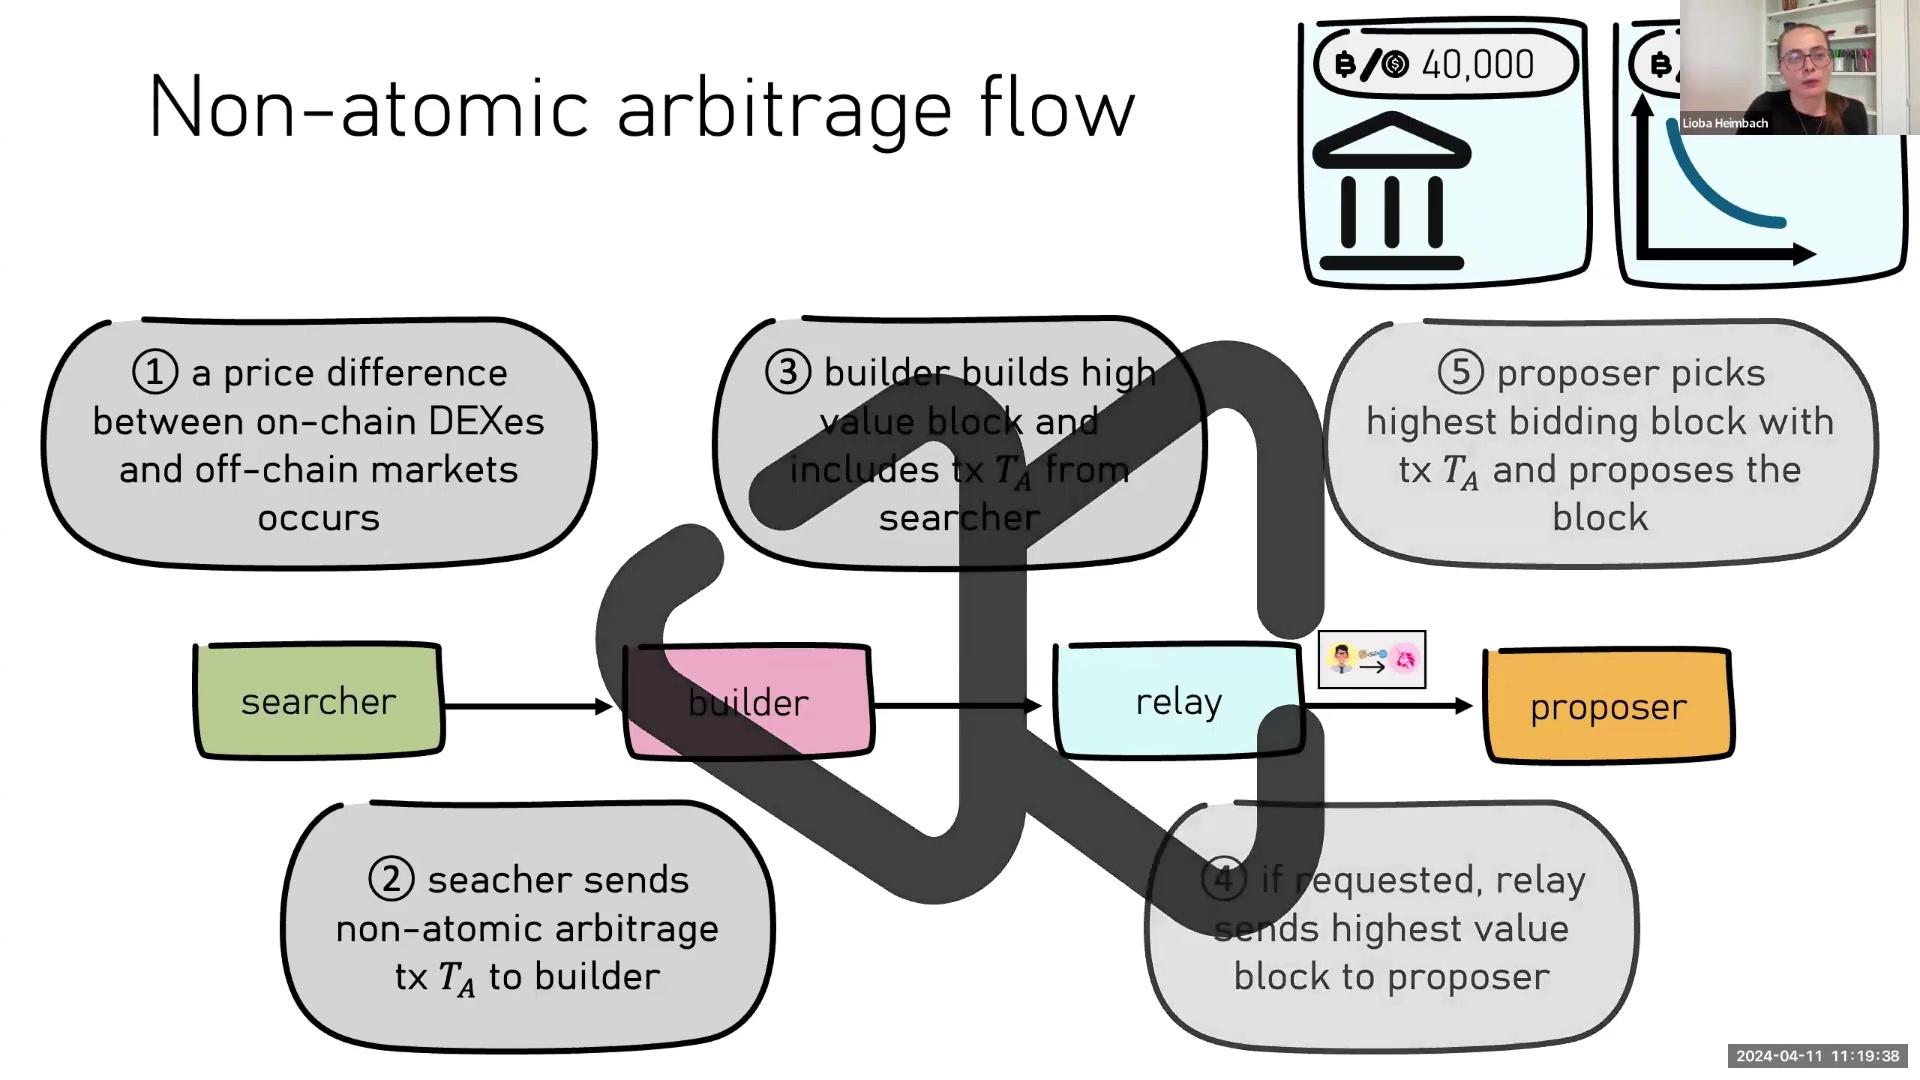 Non-atomic arbitrage flow
฿/$ 40,000
฿/
Lioba Heimbach
① a price difference
between on-chain DEXes
and off-chain markets
occurs
③ builder builds high
value block and
includes tx T_A from
searcher
⑤ proposer picks
highest bidding block with
tx T_A and proposes the
block
searcher
builder
relay
proposer
② seacher sends
non-atomic arbitrage
tx T_A to builder
④ if requested, relay
sends highest value
block to proposer
2024-04-11 11:19:38